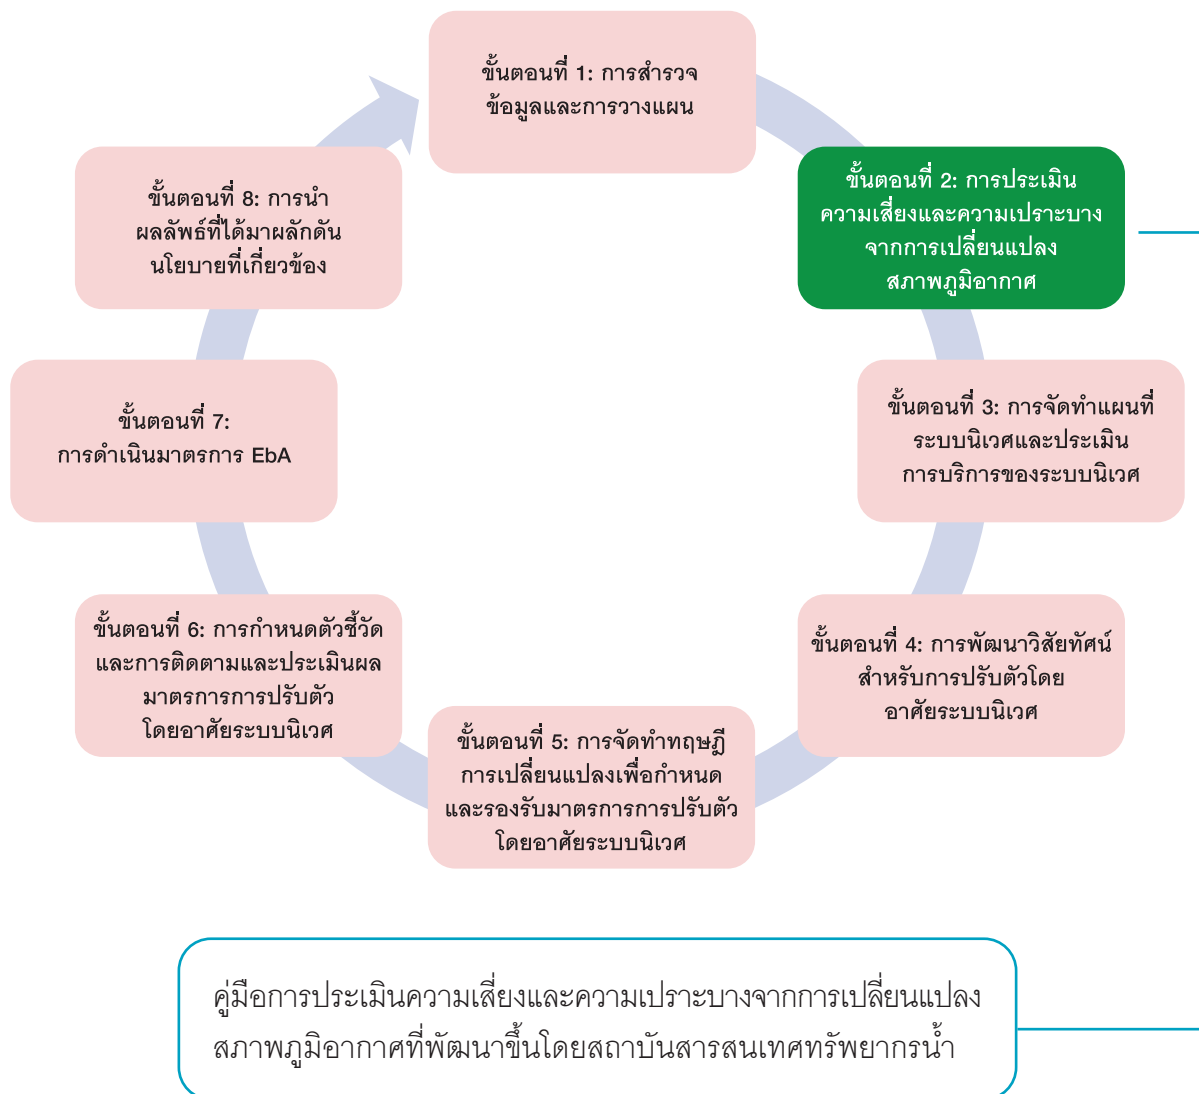 ขั้นตอนที่ 1: การสำรวจ
ข้อมูลและการวางแผน
ขั้นตอนที่ 2: การประเมิน
ความเสี่ยงและความเปราะบาง
จากการเปลี่ยนแปลง
สภาพภูมิอากาศ
ขั้นตอนที่ 3: การจัดทำแผนที่
ระบบนิเวศและประเมิน
การบริการของระบบนิเวศ
ขั้นตอนที่ 4: การพัฒนาวิสัยทัศน์
สำหรับการปรับตัวโดย
อาศัยระบบนิเวศ
ขั้นตอนที่ 5: การจัดทำทฤษฎี
การเปลี่ยนแปลงเพื่อกำหนด
และรองรับมาตรการการปรับตัว
โดยอาศัยระบบนิเวศ
ขั้นตอนที่ 6: การกำหนดตัวชี้วัด
และการติดตามและประเมินผล
มาตรการการปรับตัว
โดยอาศัยระบบนิเวศ
ขั้นตอนที่ 7:
การดำเนินมาตรการ EbA
ขั้นตอนที่ 8: การนำ
ผลลัพธ์ที่ได้มาผลักดัน
นโยบายที่เกี่ยวข้อง
คู่มือการประเมินความเสี่ยงและความเปราะบางจากการเปลี่ยนแปลง
สภาพภูมิอากาศที่พัฒนาขึ้นโดยสถาบันสารสนเทศทรัพยากรน้ำ